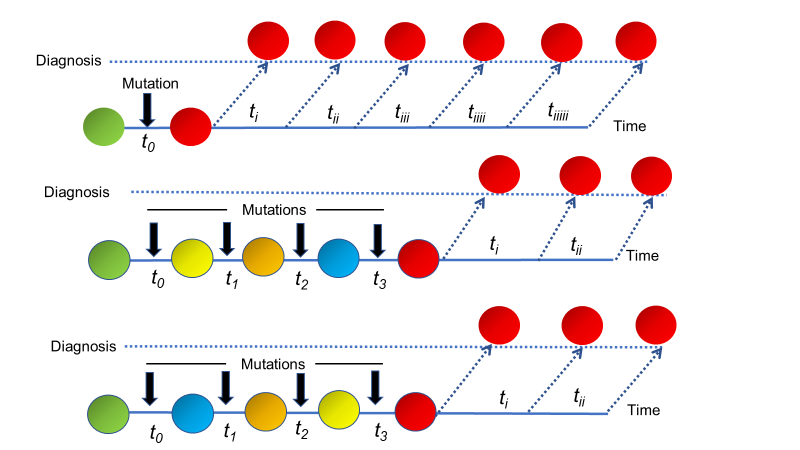 Diagnosis
Mutation
t0
ti tii tiii tiiii tiiiii
Time
Diagnosis
Mutations
t0 t1 t2 t3
ti tii
Time
Diagnosis
Mutations
t0 t1 t2 t3
ti tii
Time